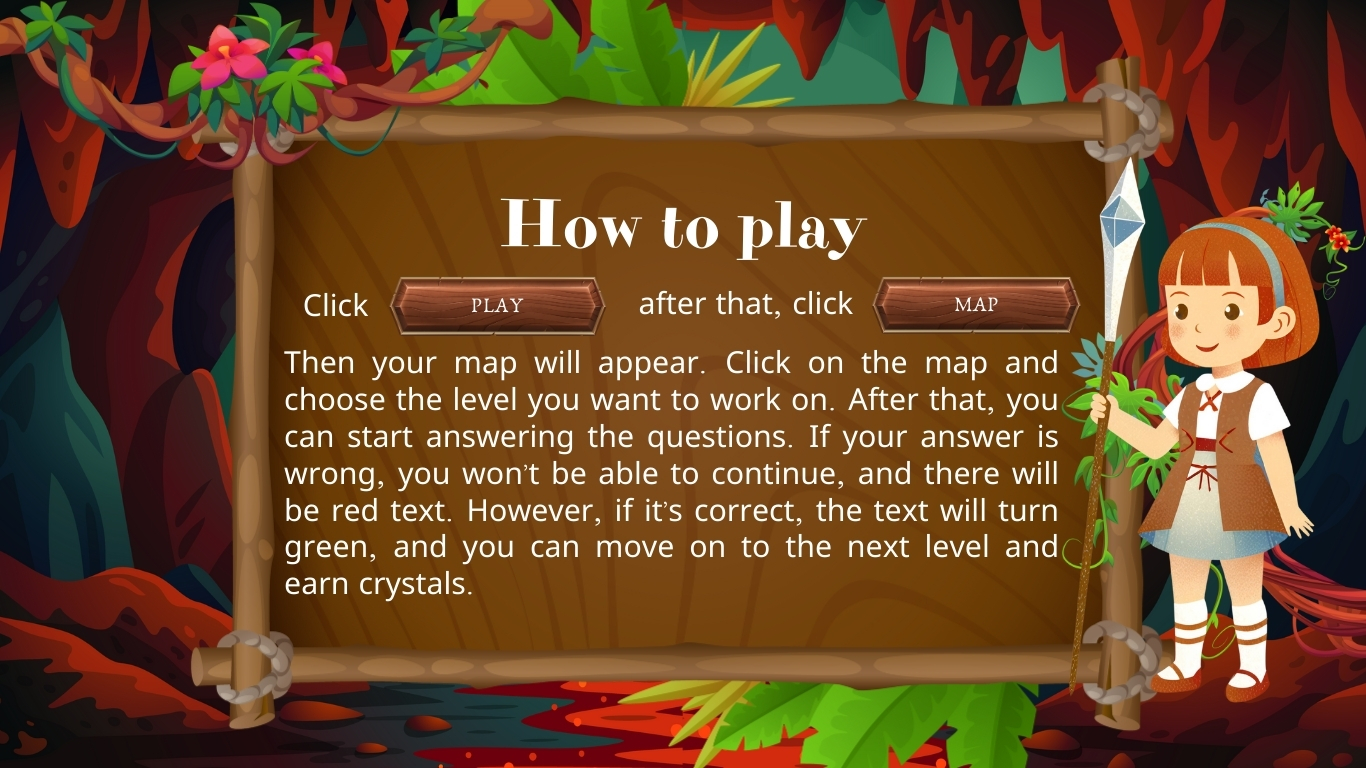 How to play
Click PLAY after that, click MAP
Then your map will appear. Click on the map and
choose the level you want to work on. After that, you
can start answering the questions. If your answer is
wrong, you won’t be able to continue, and there will
be red text. However, if it’s correct, the text will turn
green, and you can move on to the next level and
earn crystals.